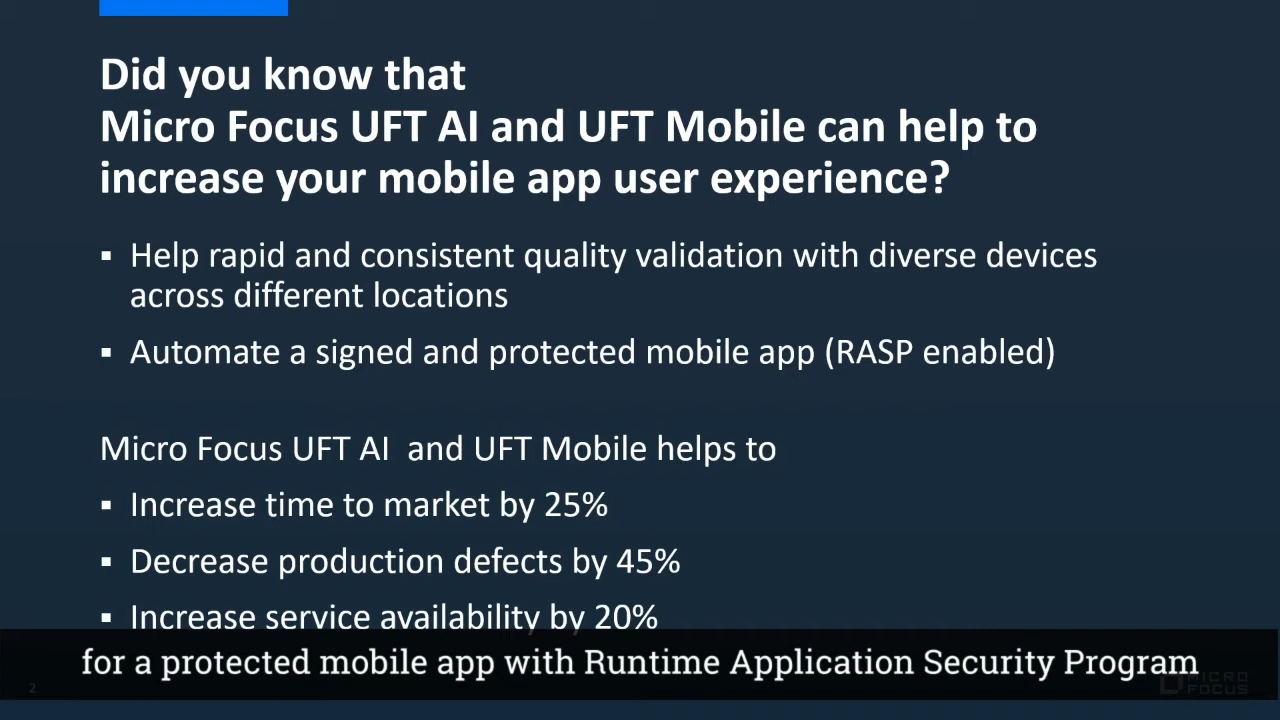 Did you know that
Micro Focus UFT AI and UFT Mobile can help to
increase your mobile app user experience?
▪ Help rapid and consistent quality validation with diverse devices
across different locations
▪ Automate a signed and protected mobile app (RASP enabled)
Micro Focus UFT AI and UFT Mobile helps to
▪ Increase time to market by 25%
▪ Decrease production defects by 45%
▪ Increase service availability by 20%
for a protected mobile app with Runtime Application Security Program
2
MICRO
FOCUS